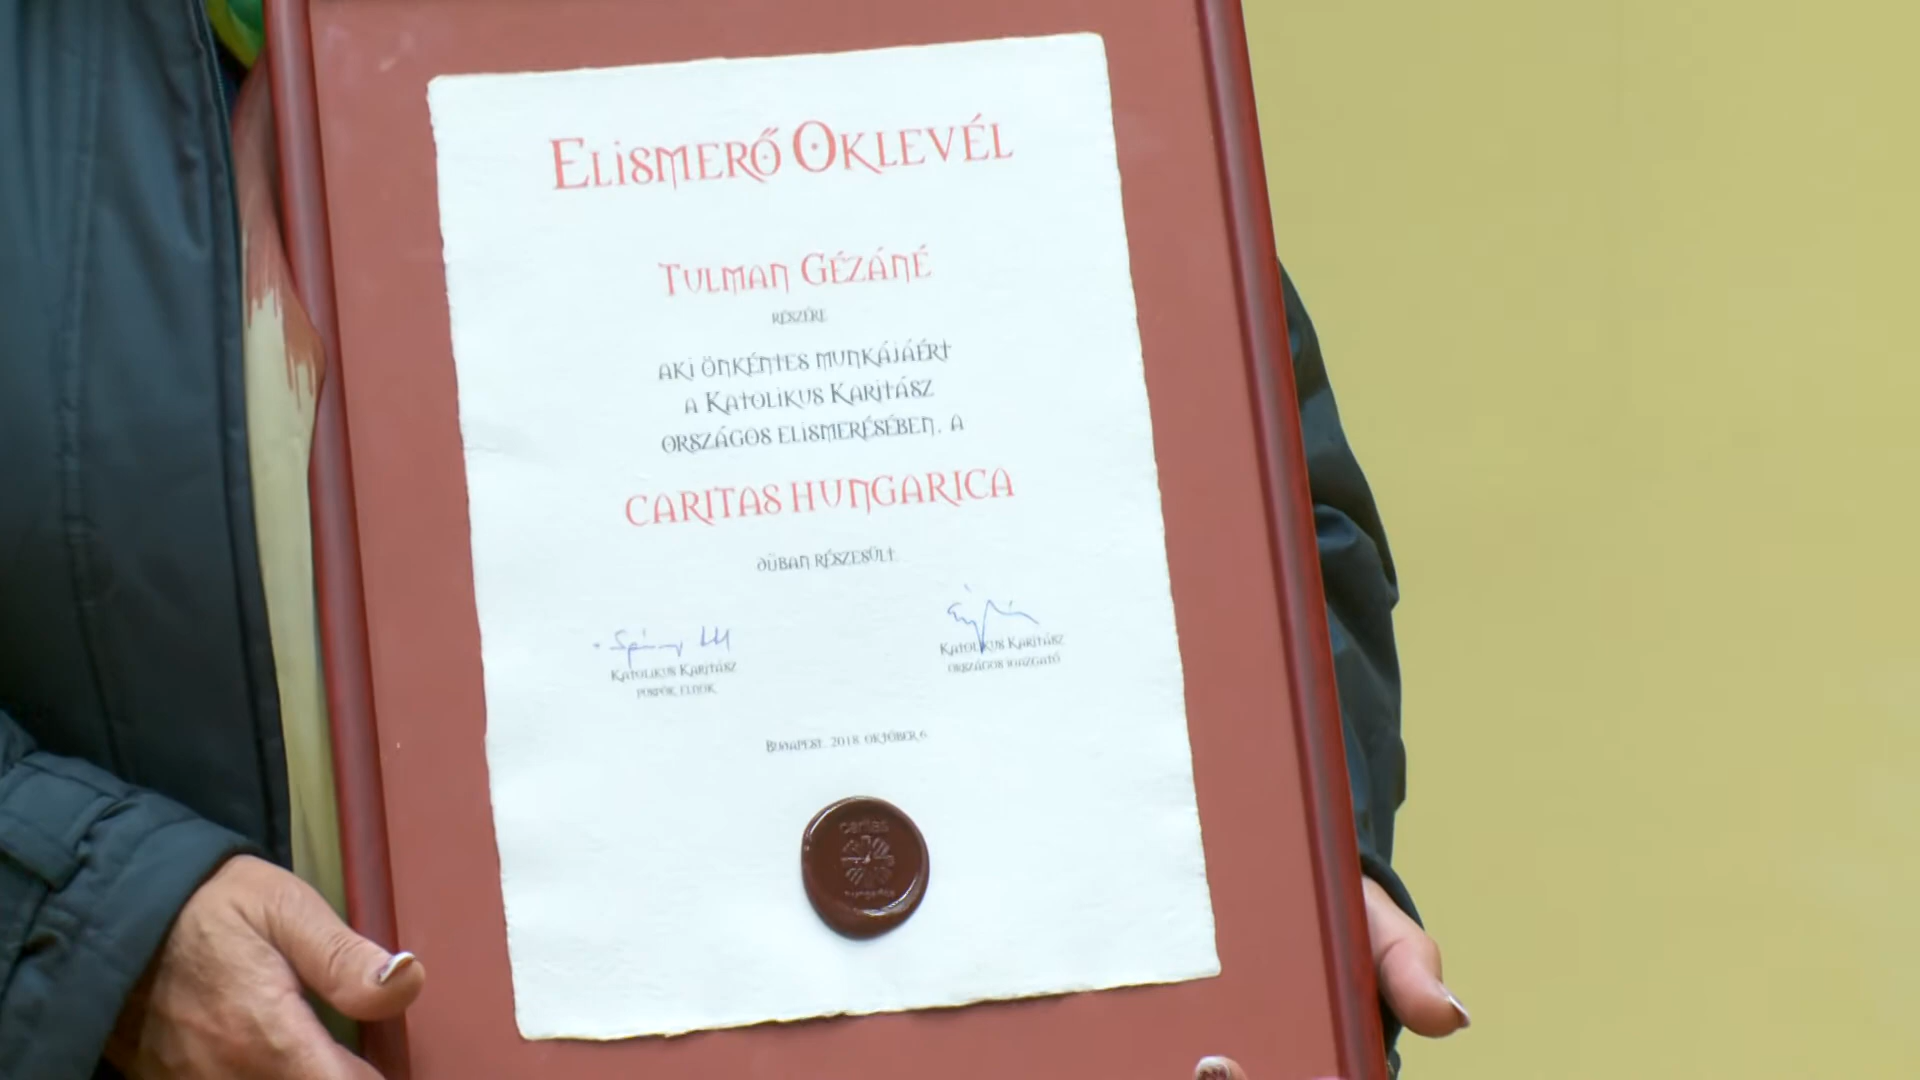 Elismerő Oklevél
Tulman Gézáné
részére
aki önkéntes munkájáért
a Katolikus Karitász
országos elismerésében, a
CARITAS HUNGARICA
díjban részesült.
Katolikus Karitász
Katolikus Karitász
püspök elnök
országos igazgató
Budapest, 2018. október 6.
caritas
hungarica